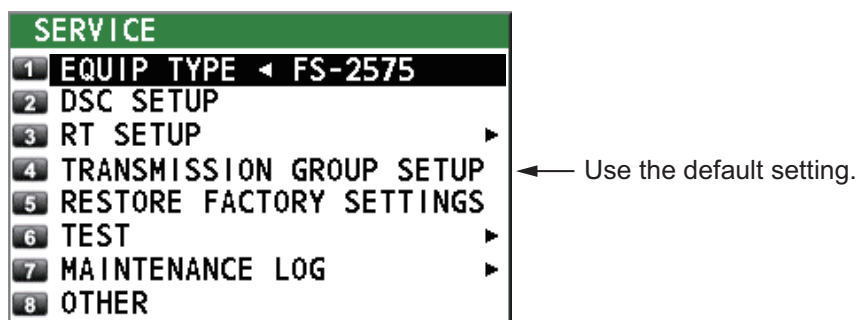 SERVICE
1 EQUIP TYPE ◄ FS-2575
2 DSC SETUP
3 RT SETUP ►
4 TRANSMISSION GROUP SETUP
Use the default setting.
5 RESTORE FACTORY SETTINGS
6 TEST ►
7 MAINTENANCE LOG ►
8 OTHER